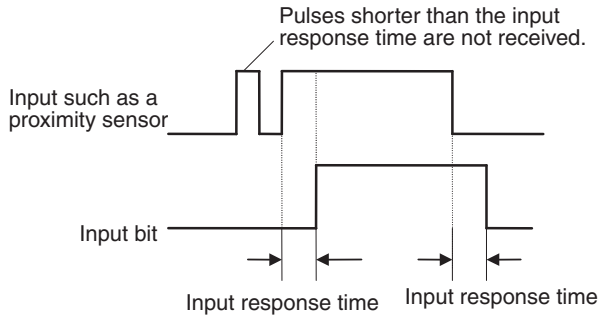 Pulses shorter than the input
response time are not received.
Input such as a
proximity sensor
Input bit
Input response time
Input response time